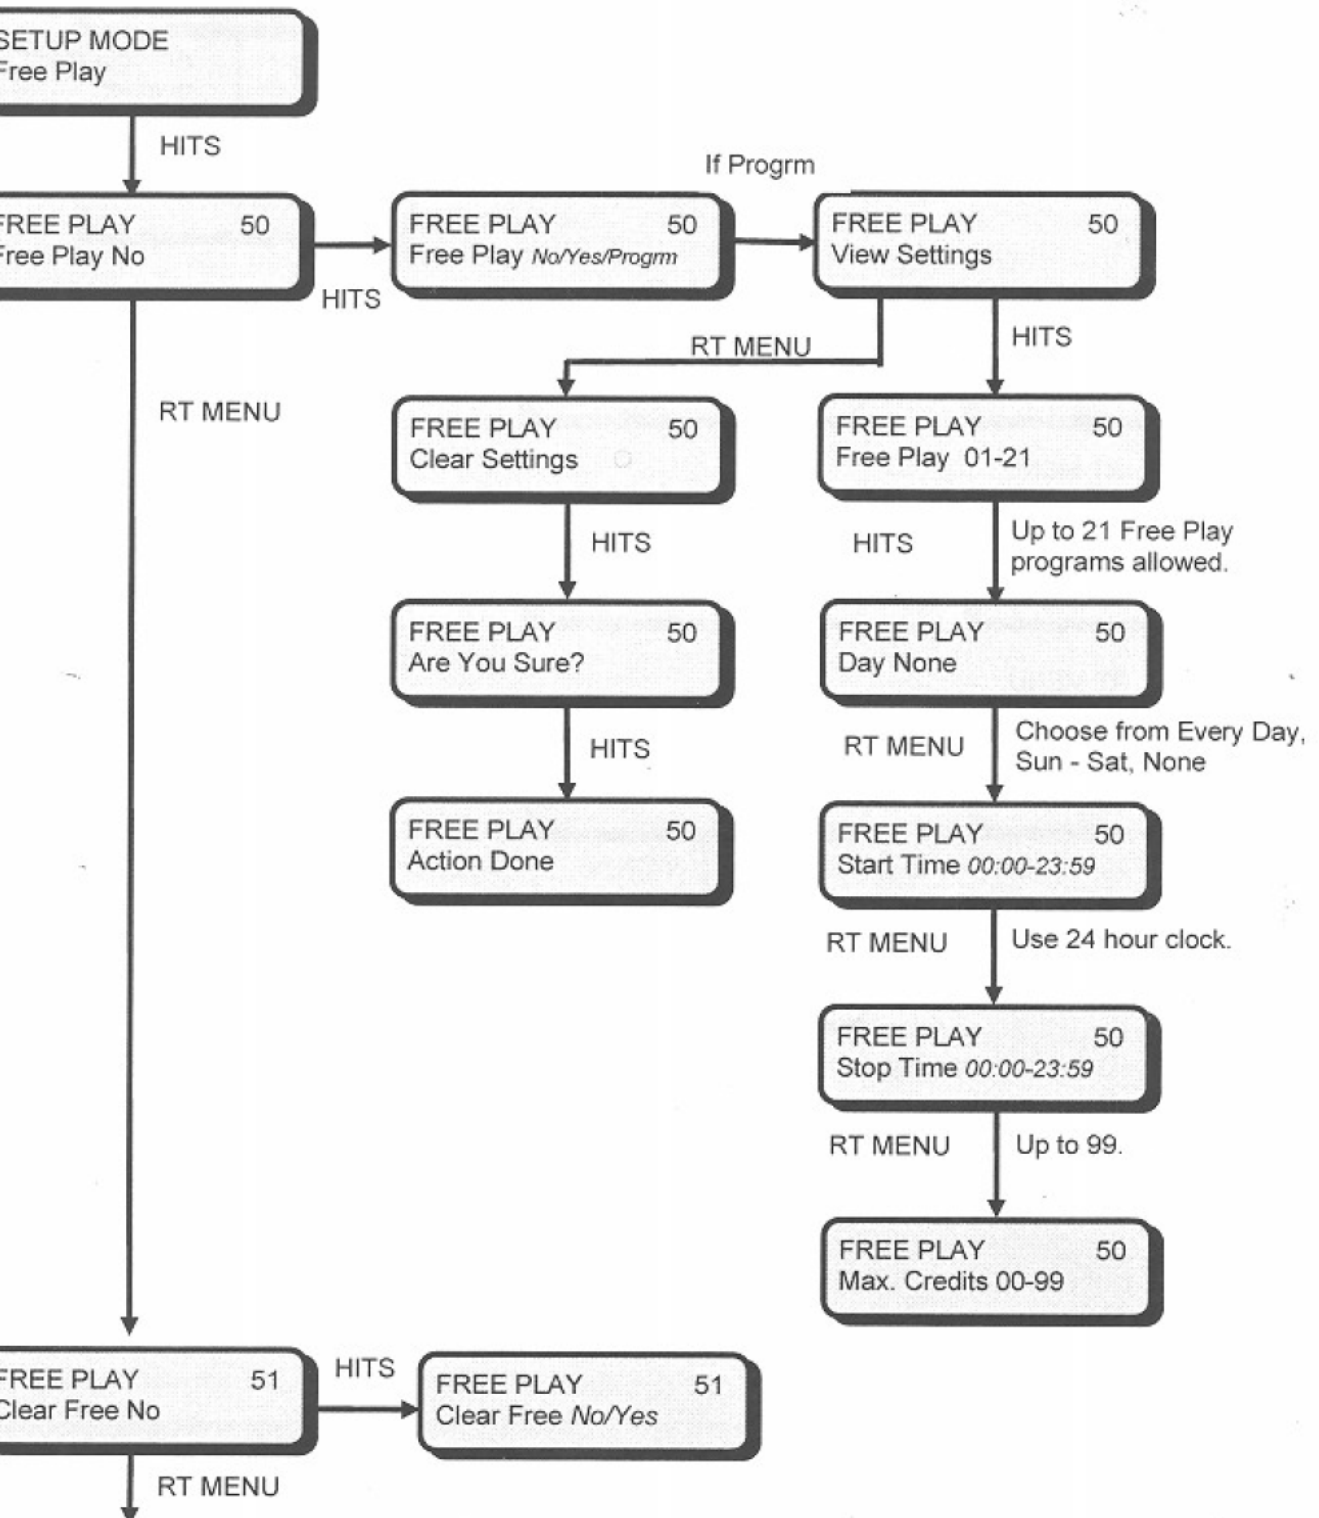 SETUP MODE
Free Play
HITS
If Progrm
FREE PLAY 50
Free Play No
HITS
FREE PLAY 50
Free Play No/Yes/Progrm
FREE PLAY 50
View Settings
RT MENU
HITS
RT MENU
FREE PLAY 50
Clear Settings
FREE PLAY 50
Free Play 01-21
HITS
HITS
Up to 21 Free Play
programs allowed.
FREE PLAY 50
Are You Sure?
FREE PLAY 50
Day None
HITS
RT MENU
Choose from Every Day,
Sun - Sat, None
FREE PLAY 50
Action Done
FREE PLAY 50
Start Time 00:00-23:59
RT MENU
Use 24 hour clock.
FREE PLAY 50
Stop Time 00:00-23:59
RT MENU
Up to 99.
FREE PLAY 50
Max. Credits 00-99
FREE PLAY 51
Clear Free No
HITS
FREE PLAY 51
Clear Free No/Yes
RT MENU